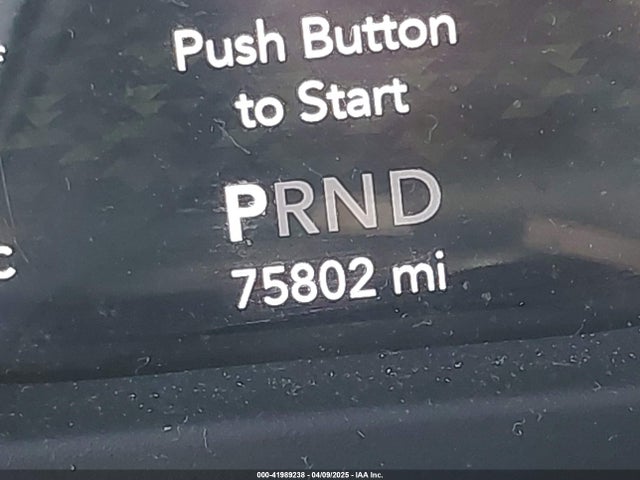 Push Button
to Start
PRND
75802 mi
C
000-41989238 - 04/09/2025 - IAA Inc.